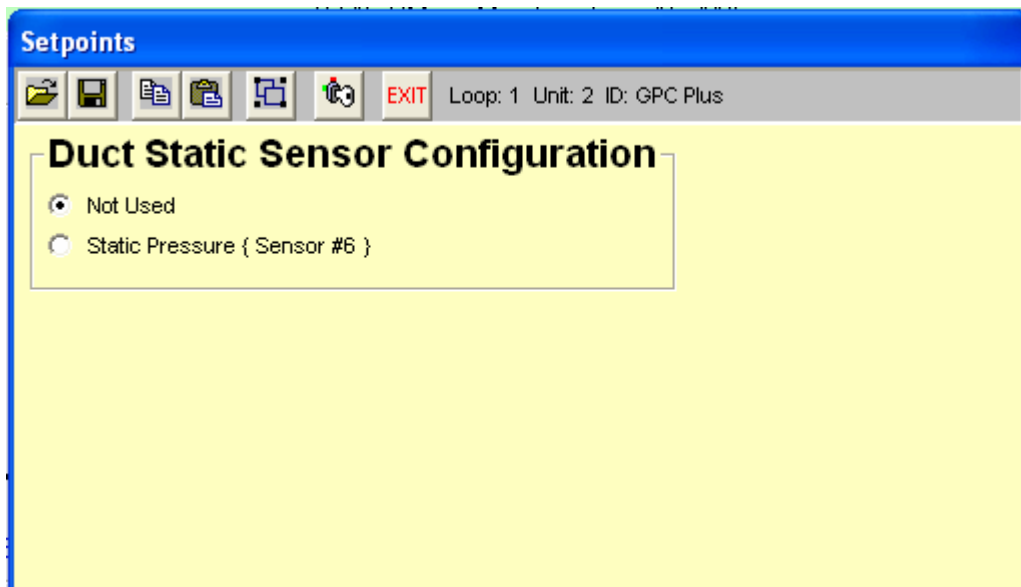 Setpoints
EXIT Loop: 1 Unit: 2 ID: GPC Plus
Duct Static Sensor Configuration
Not Used
Static Pressure { Sensor #6 }